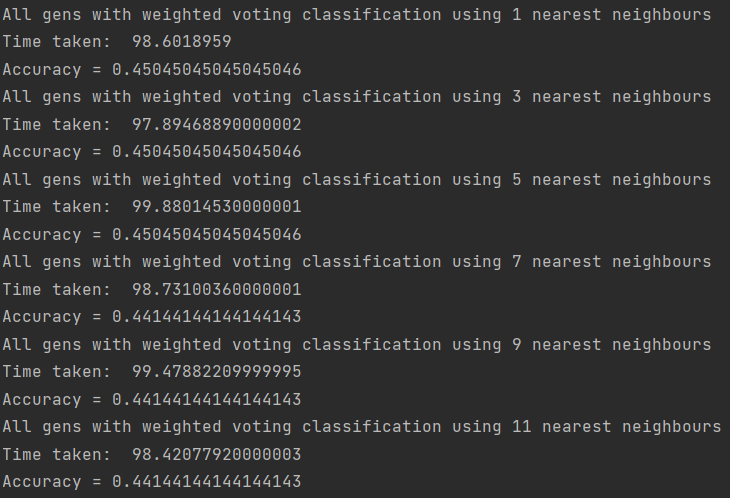 All gens with weighted voting classification using 1 nearest neighbours
Time taken:  98.6018959
Accuracy = 0.45045045045045046
All gens with weighted voting classification using 3 nearest neighbours
Time taken:  97.89468890000002
Accuracy = 0.45045045045045046
All gens with weighted voting classification using 5 nearest neighbours
Time taken:  99.88014530000001
Accuracy = 0.45045045045045046
All gens with weighted voting classification using 7 nearest neighbours
Time taken:  98.73100360000001
Accuracy = 0.44144144144144143
All gens with weighted voting classification using 9 nearest neighbours
Time taken:  99.47882209999995
Accuracy = 0.44144144144144143
All gens with weighted voting classification using 11 nearest neighbours
Time taken:  98.42077920000003
Accuracy = 0.44144144144144143